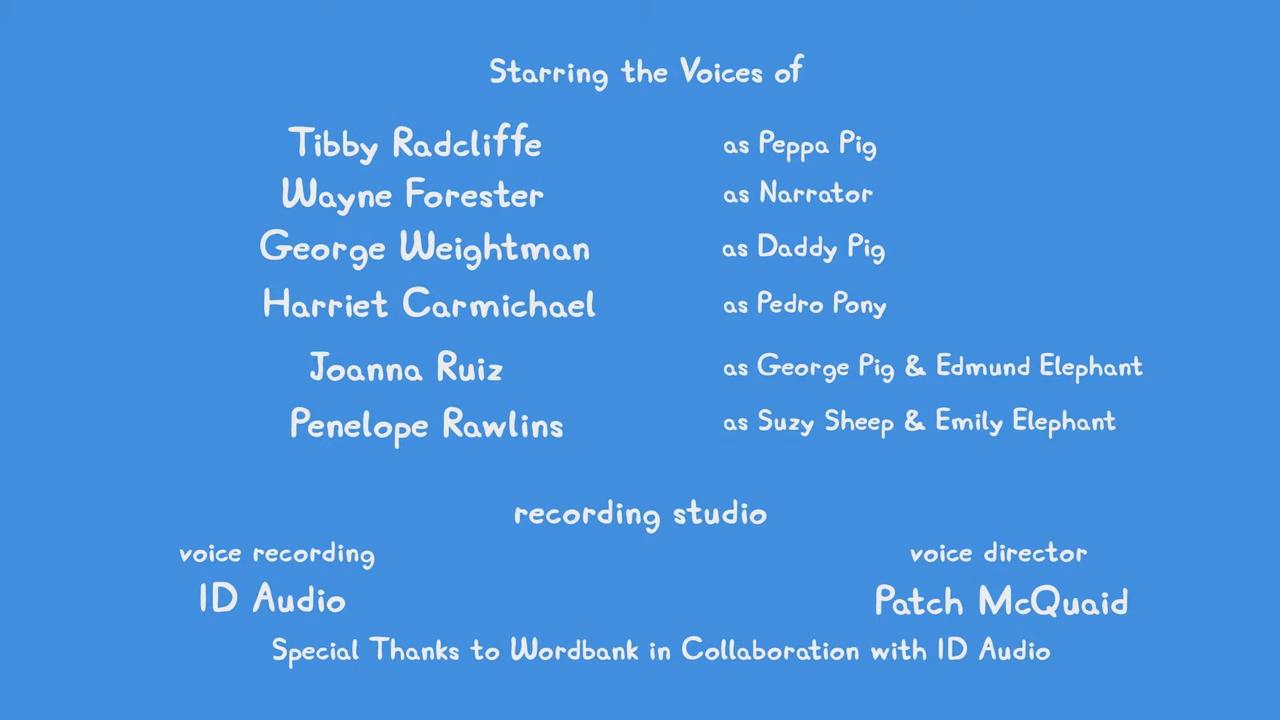 Starring the Voices of
Tibby Radcliffe as Peppa Pig
Wayne Forester as Narrator
George Weightman as Daddy Pig
Harriet Carmichael as Pedro Pony
Joanna Ruiz as George Pig & Edmund Elephant
Penelope Rawlins as Suzy Sheep & Emily Elephant
recording studio
voice recording voice director
ID Audio Patch McQuaid
Special Thanks to Wordbank in Collaboration with ID Audio